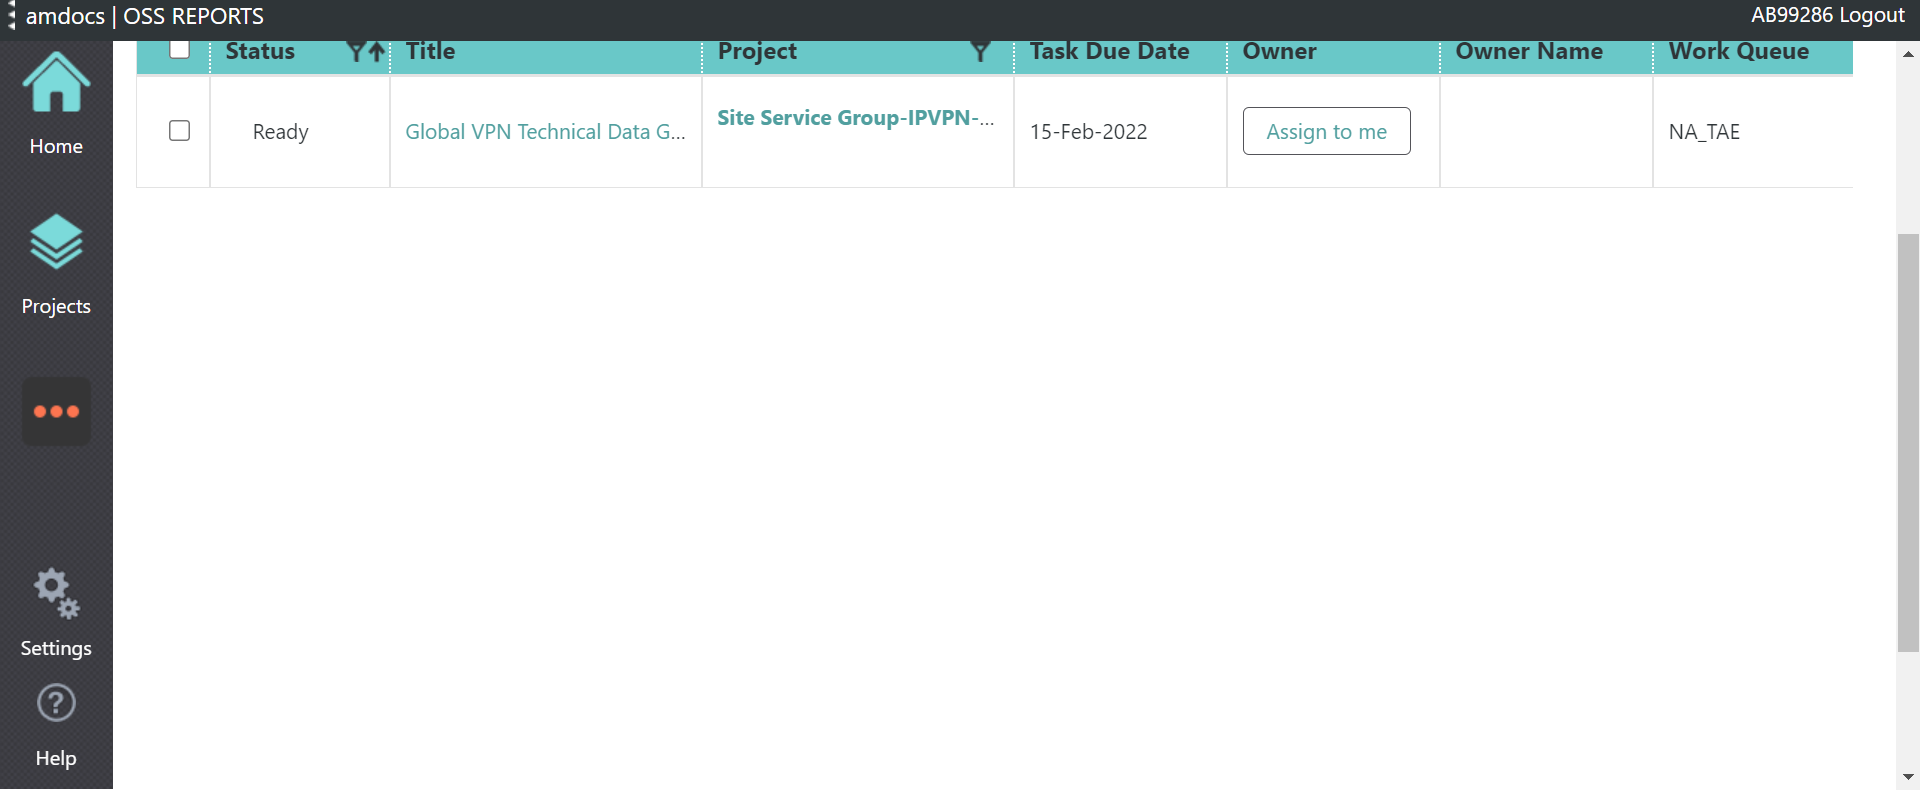 amdocs | OSS REPORTS
AB99286 Logout
Status Title Project Task Due Date Owner Owner Name Work Queue
Ready Global VPN Technical Data G... Site Service Group-IPVPN-... 15-Feb-2022 Assign to me NA_TAE
Home
Projects
Settings
?
Help